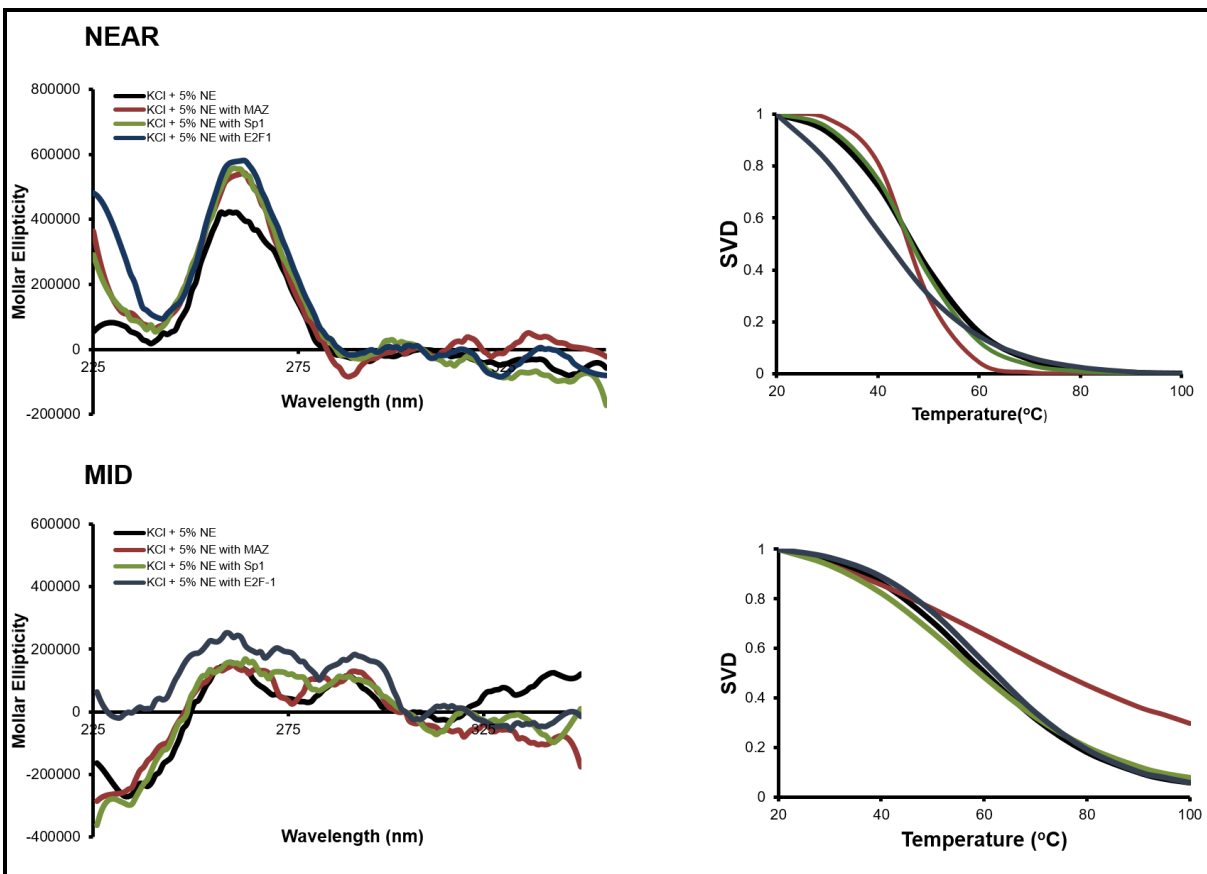 NEAR
800000
600000
400000
200000
0
-200000
Mollar Ellipticity
KCl + 5% NE
KCl + 5% NE with MAZ
KCl + 5% NE with Sp1
KCl + 5% NE with E2F1
225
275
325
Wavelength (nm)
1
0.8
0.6
0.4
0.2
0
SVD
20
40
60
80
100
Temperature(°C)
MID
600000
400000
200000
0
-200000
-400000
Mollar Ellipticity
KCl + 5% NE
KCl + 5% NE with MAZ
KCl + 5% NE with Sp1
KCl + 5% NE with E2F-1
225
275
325
Wavelength (nm)
1
0.8
0.6
0.4
0.2
0
SVD
20
40
60
80
100
Temperature (°C)